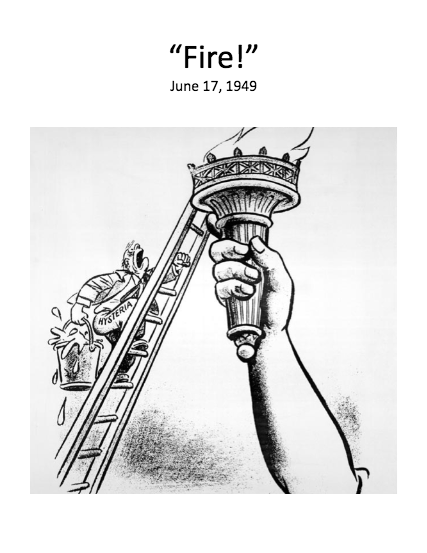 “Fire!”
June 17, 1949
HYSTERIA